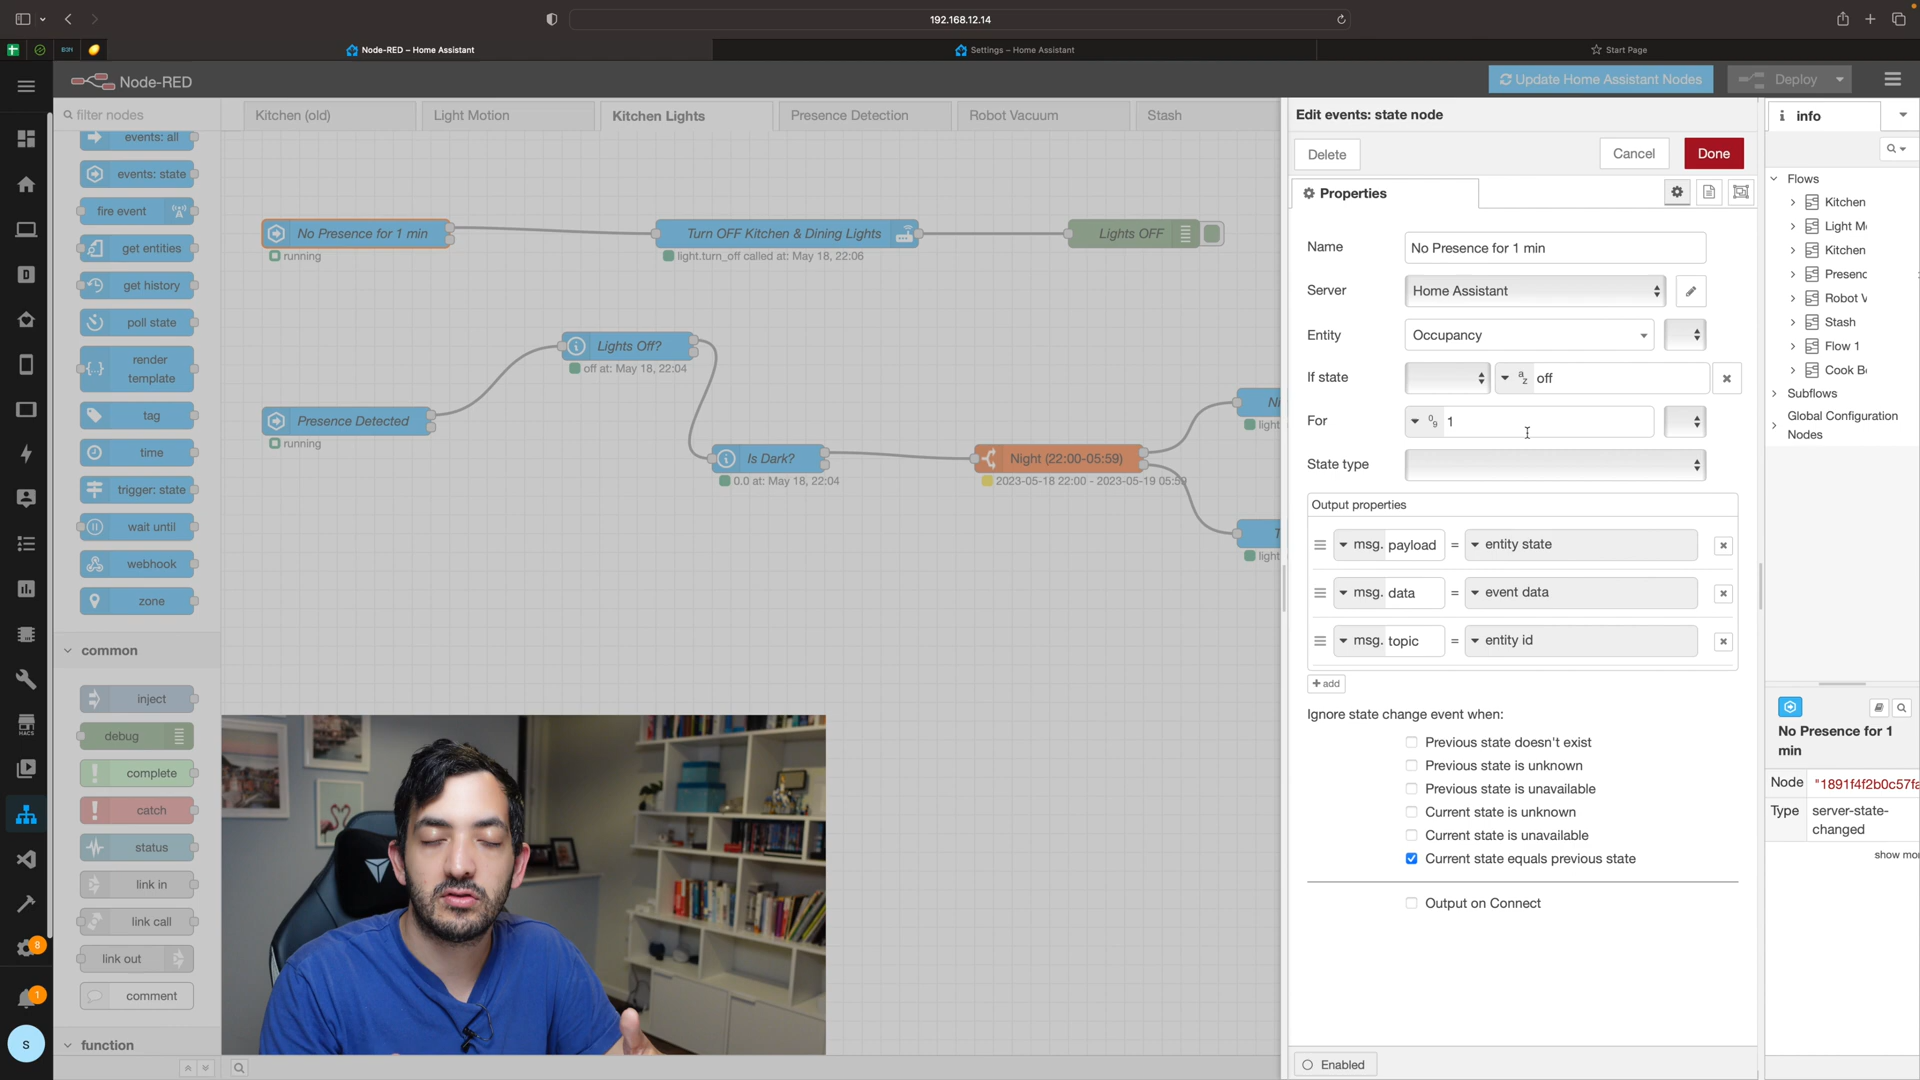 192.168.12.14
Node-RED – Home Assistant
Settings – Home Assistant
Start Page
Node-RED
Update Home Assistant Nodes
Deploy
filter nodes
Kitchen (old)
Light Motion
Kitchen Lights
Presence Detection
Robot Vacuum
Stash
events: all
events: state
fire event
get entities
get history
poll state
render
template
tag
time
trigger: state
wait until
webhook
zone
common
inject
debug
complete
catch
status
link in
link call
link out
comment
function
D
HACS
8
1
S
No Presence for 1 min
running
Turn OFF Kitchen & Dining Lights
light.turn_off called at: May 18, 22:06
Lights OFF
Lights Off?
off at: May 18, 22:04
Presence Detected
running
Is Dark?
0.0 at: May 18, 22:04
Night (22:00-05:59)
2023-05-18 22:00 - 2023-05-19 05:59
Ni
light
T
light
Edit events: state node
Delete
Cancel
Done
Properties
Name
No Presence for 1 min
Server
Home Assistant
Entity
Occupancy
If state
a z off
For
0 9 1
State type
Output properties
msg. payload = entity state
msg. data = event data
msg. topic = entity id
+ add
Ignore state change event when:
Previous state doesn't exist
Previous state is unknown
Previous state is unavailable
Current state is unknown
Current state is unavailable
Current state equals previous state
Output on Connect
Enabled
i info
Flows
Kitchen
Light Mo
Kitchen
Presenc
Robot V
Stash
Flow 1
Cook Be
Subflows
Global Configuration
Nodes
No Presence for 1
min
Node
"1891f4f2b0c57fa
Type
server-state-
changed
show mor